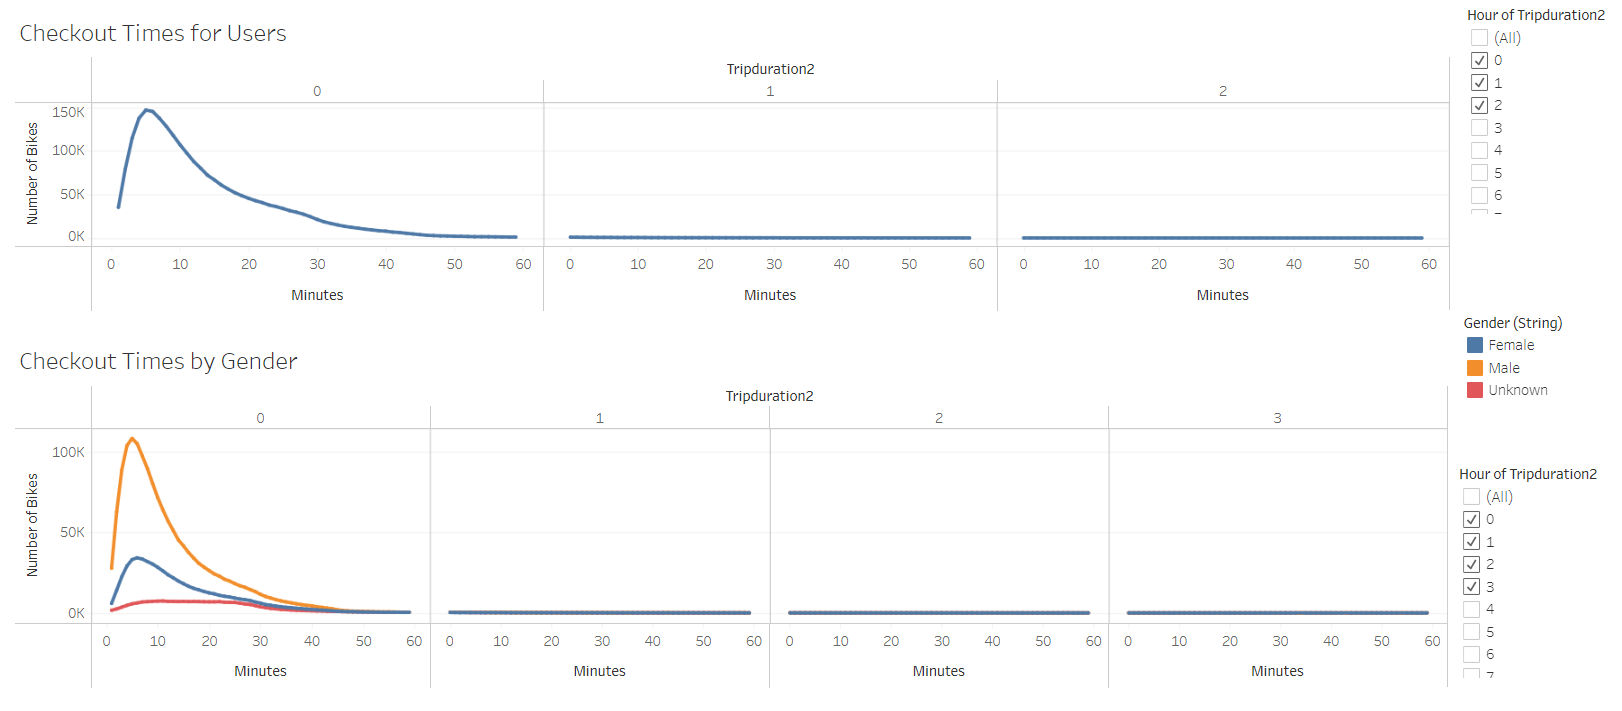 Checkout Times for Users
Tripduration2
0 1 2
Number of Bikes
150K
100K
50K
0K
0 10 20 30 40 50 60 0 10 20 30 40 50 60 0 10 20 30 40 50 60
Minutes Minutes Minutes
Hour of Tripduration2
(All)
0
1
2
3
4
5
6
Gender (String)
Female
Male
Unknown
Checkout Times by Gender
Tripduration2
0 1 2 3
Number of Bikes
100K
50K
0K
0 10 20 30 40 50 60 0 10 20 30 40 50 60 0 10 20 30 40 50 60 0 10 20 30 40 50 60
Minutes Minutes Minutes Minutes
Hour of Tripduration2
(All)
0
1
2
3
4
5
6
7